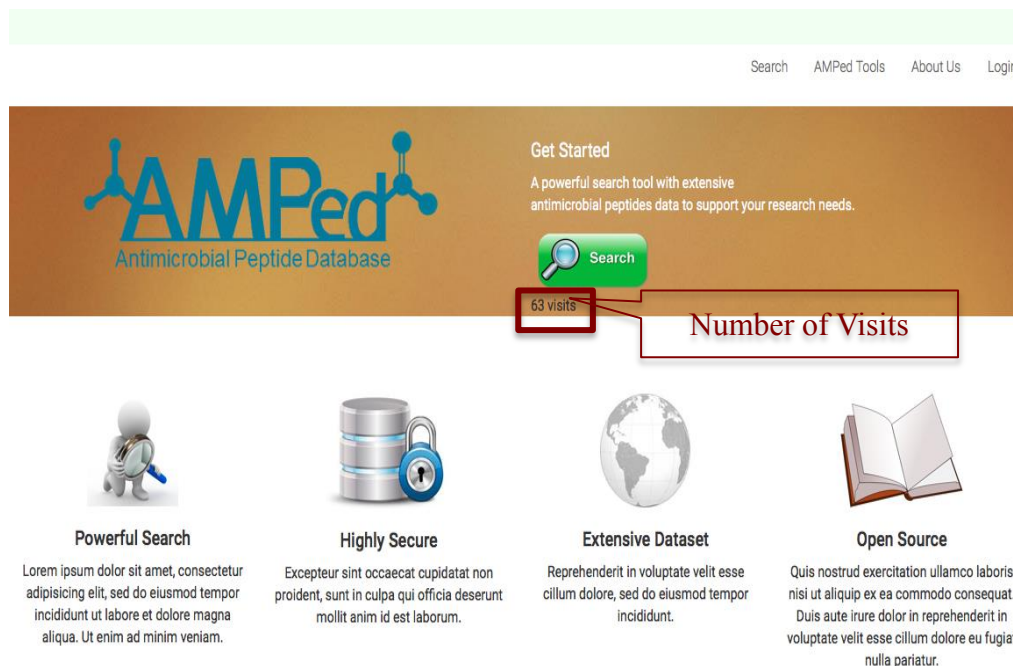 Search AMPed Tools About Us Login
AMPed
Antimicrobial Peptide Database
Get Started
A powerful search tool with extensive
antimicrobial peptides data to support your research needs.
Search
63 visits
Number of Visits
Powerful Search
Lorem ipsum dolor sit amet, consectetur
adipisicing elit, sed do eiusmod tempor
incididunt ut labore et dolore magna
aliqua. Ut enim ad minim veniam.
Highly Secure
Excepteur sint occaecat cupidatat non
proident, sunt in culpa qui officia deserunt
mollit anim id est laborum.
Extensive Dataset
Reprehenderit in voluptate velit esse
cillum dolore, sed do eiusmod tempor
incididunt.
Open Source
Quis nostrud exercitation ullamco laboris
nisi ut aliquip ex ea commodo consequat.
Duis aute irure dolor in reprehenderit in
voluptate velit esse cillum dolore eu fugiat
nulla pariatur.